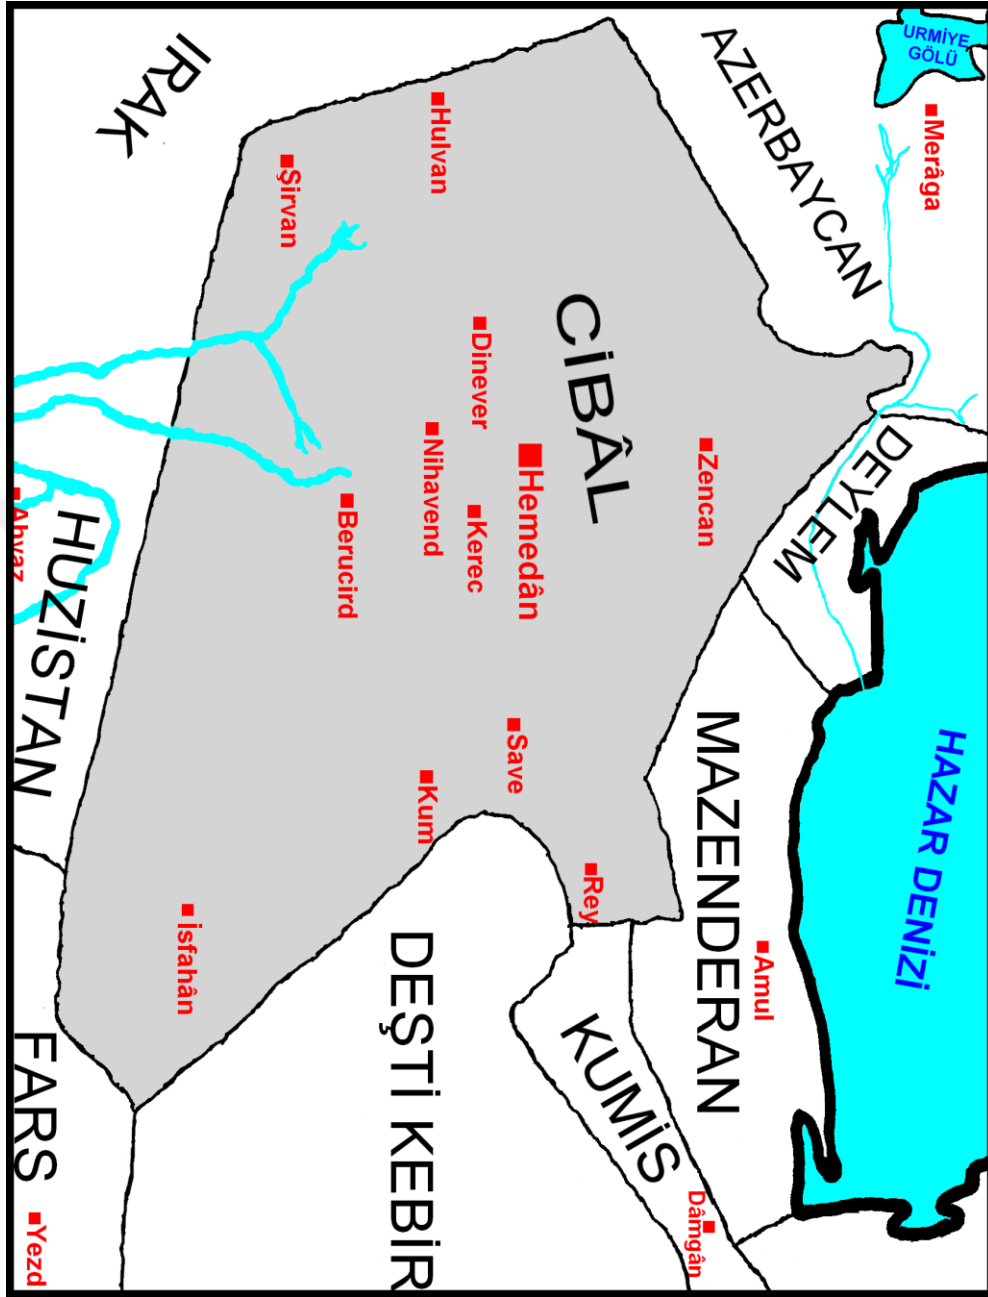 URMİYE
GÖLÜ
Merâga
AZERBAYCAN
IRAK
Hulvan
Şirvan
CİBÂL
Dinever
Zencan
DEYLEM
Hemedân
Nihavend
Kerec
Berucird
HUZİSTAN
Ahvaz
HAZAR DENİZİ
MAZENDERAN
Save
Kum
Rey
Amul
İsfahân
DEŞTİ KEBİR
KUMİS
Dâmgân
FARS
Yezd